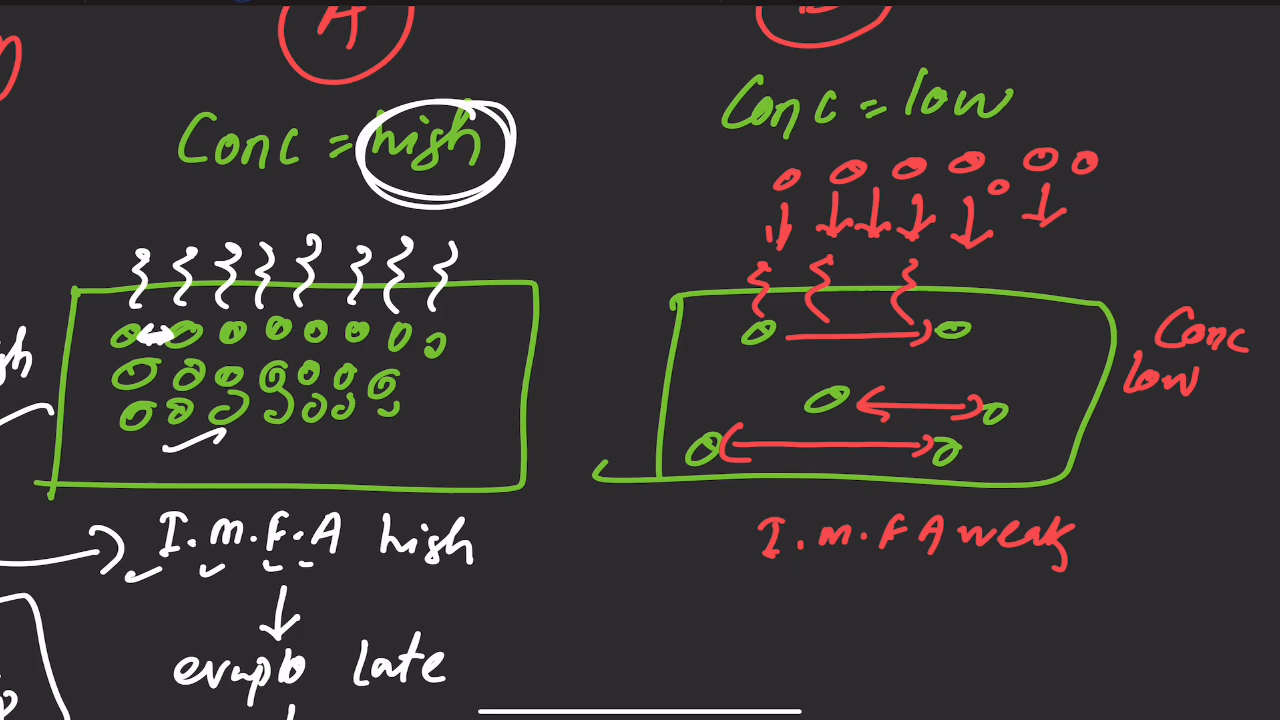 A
Conc = high
Conc = low
Conc
low
I.M.F.A high
I.M.F A weak
evapo late